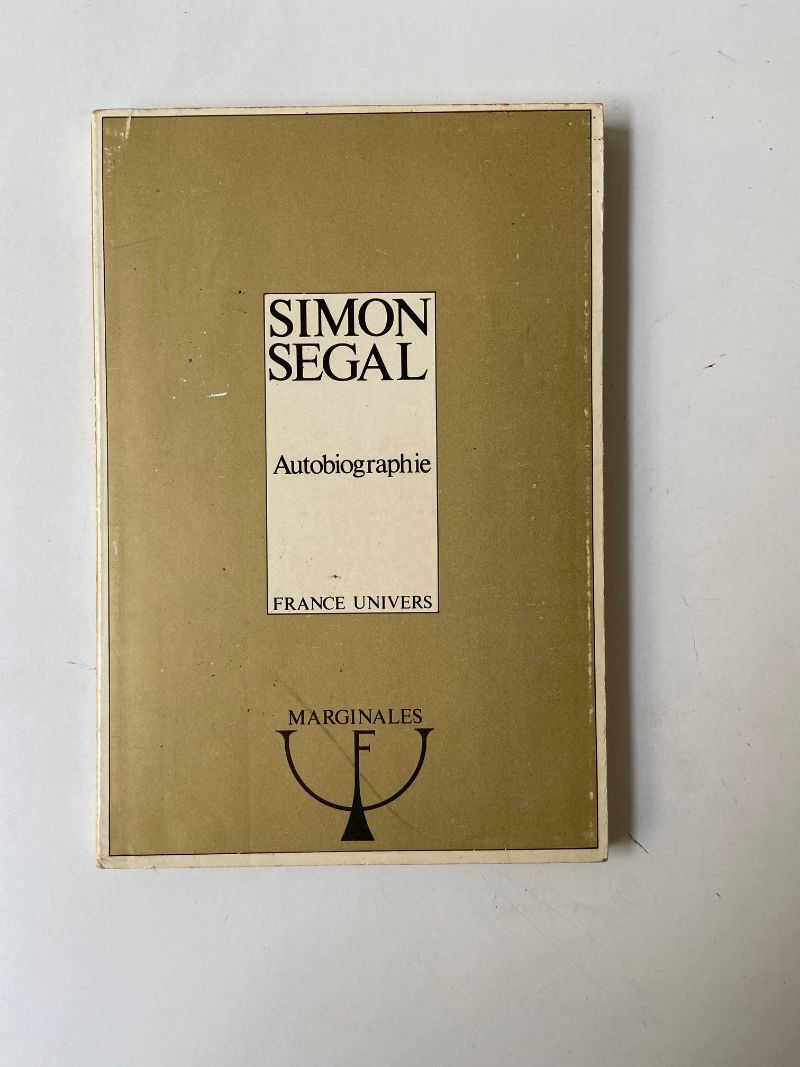 SIMON
SEGAL
Autobiographie
FRANCE UNIVERS
MARGINALES
F